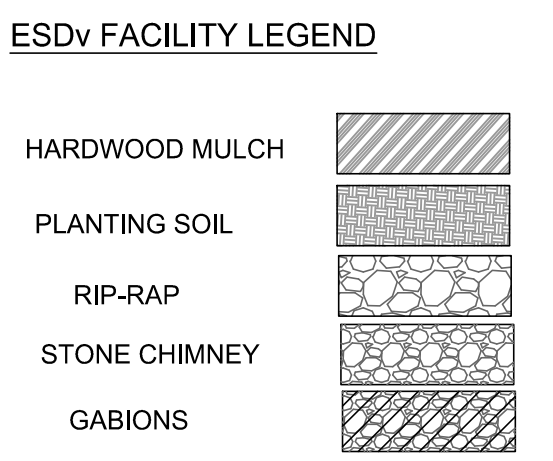 ESDv FACILITY LEGEND
HARDWOOD MULCH
PLANTING SOIL
RIP-RAP
STONE CHIMNEY
GABIONS